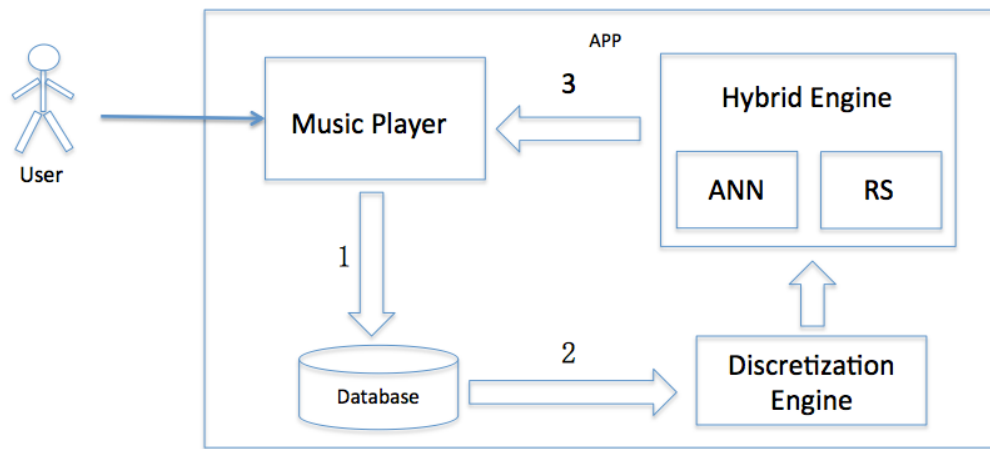 APP
3
Hybrid Engine
Music Player
User
ANN
RS
1
2
Database
Discretization
Engine